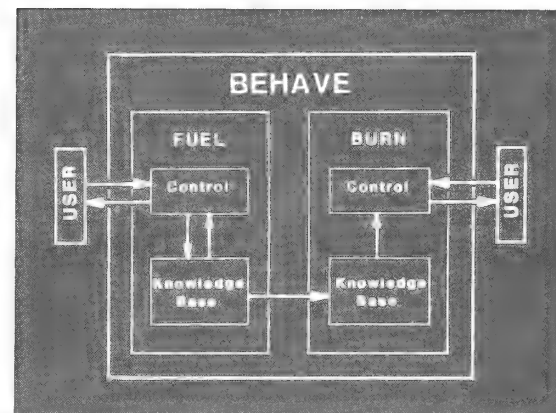 BEHAVE
FUEL
BURN
USER
Control
Control
USER
Knowledge
Base
Knowledge
Base